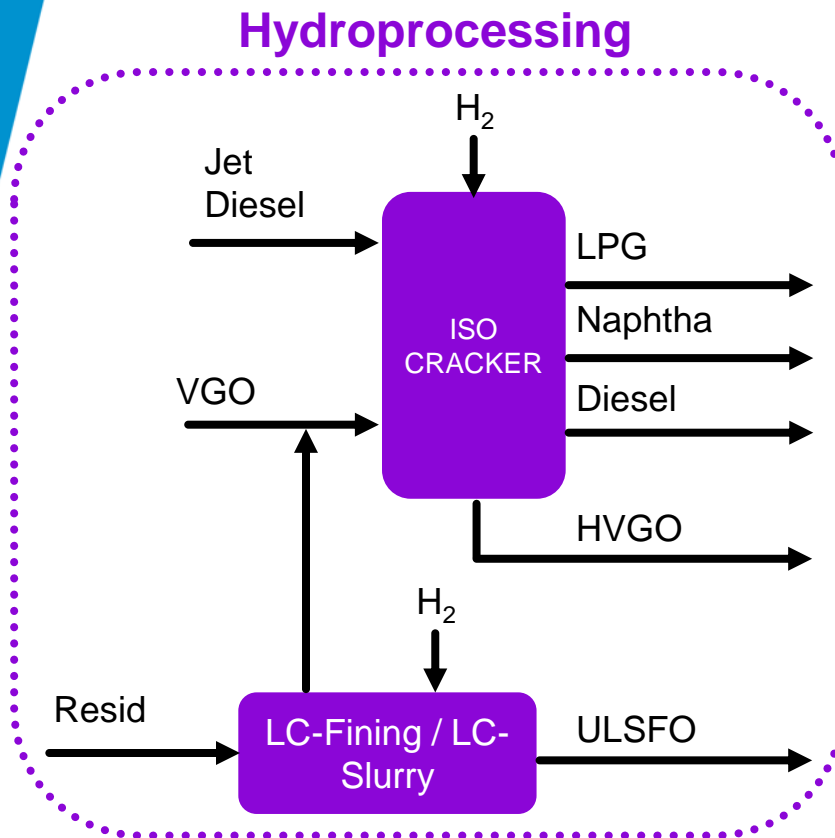 Hydroprocessing
H₂
Jet
Diesel
LPG
Naphtha
ISO
CRACKER
VGO
Diesel
HVGO
H₂
Resid
LC-Fining / LC-
Slurry
ULSFO